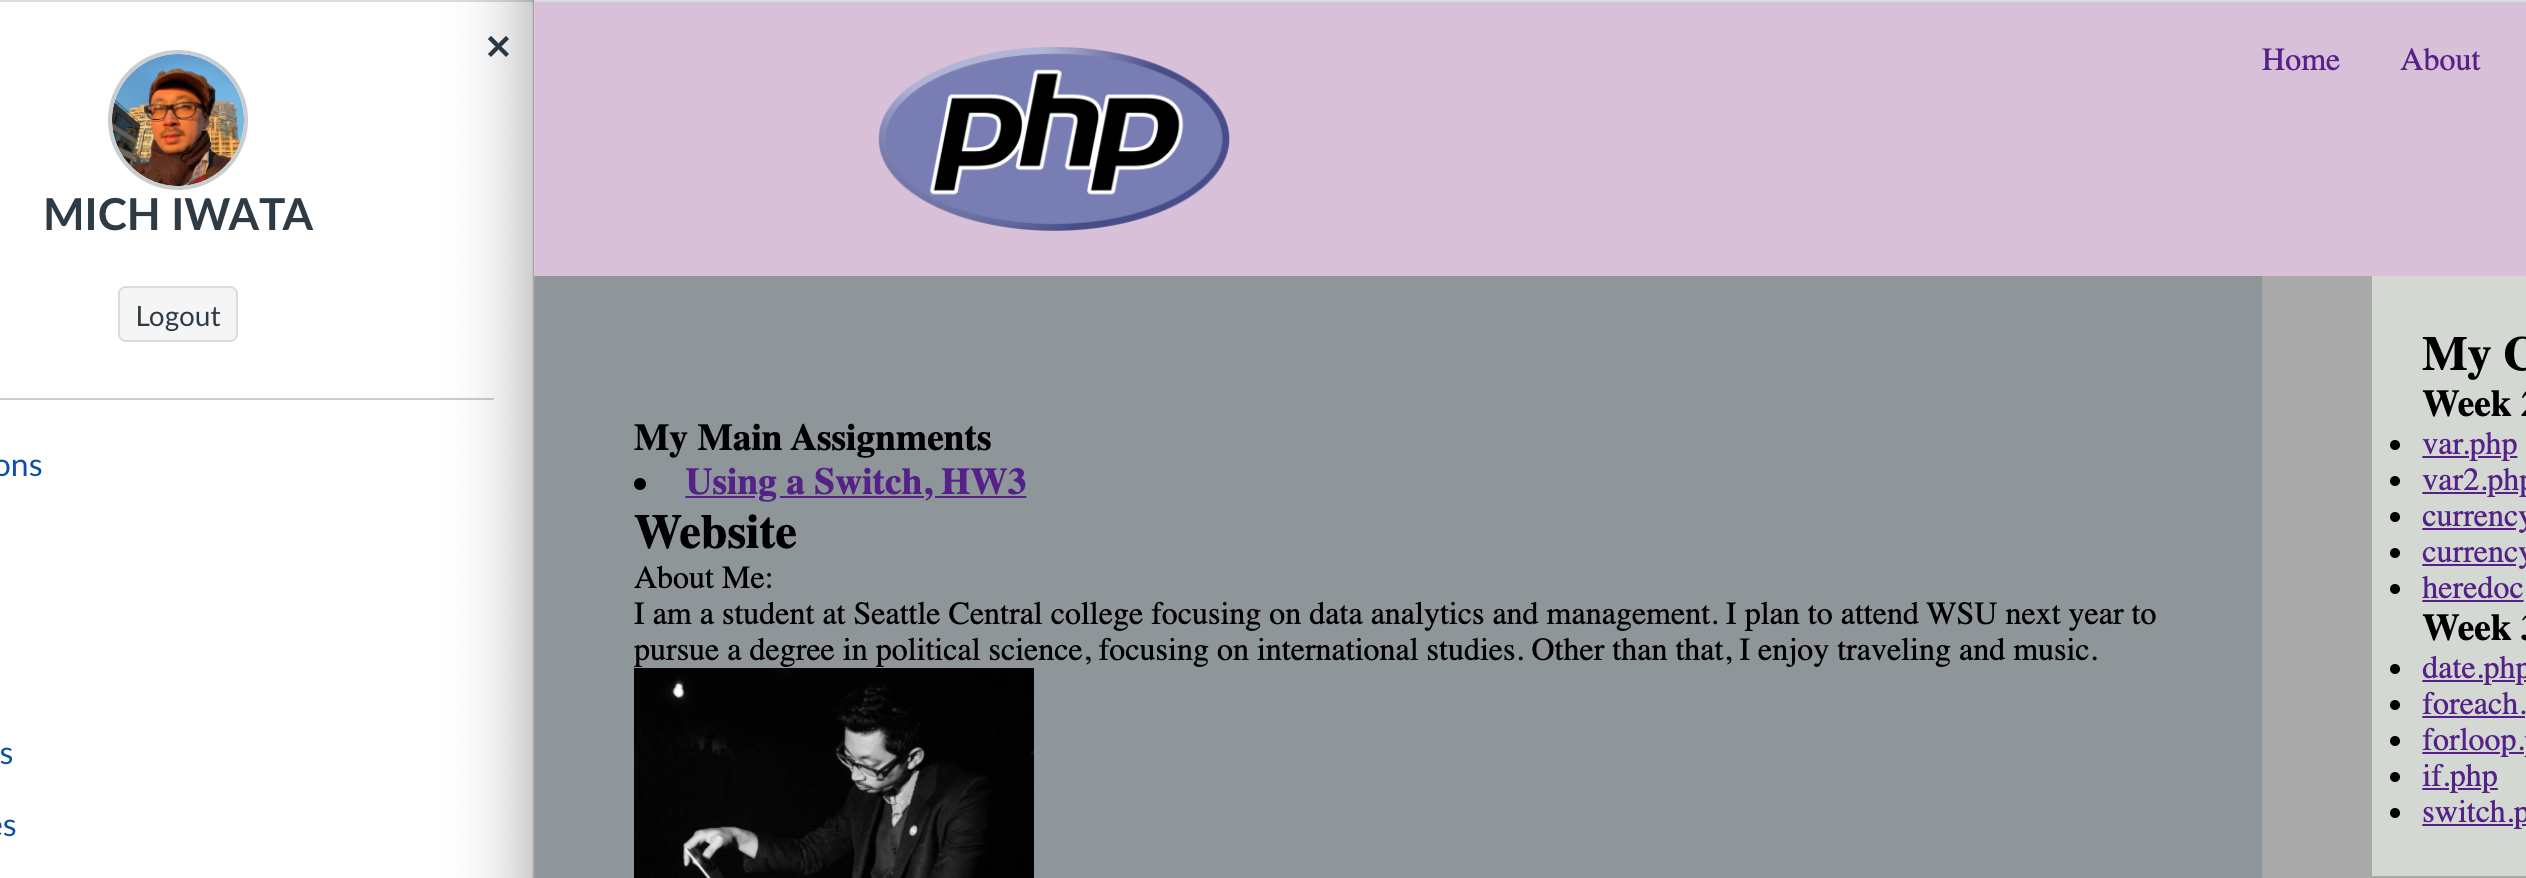 MICH IWATA
Logout
ons
s
es
php
Home
About
My Main Assignments
Using a Switch, HW3
Website
About Me:
I am a student at Seattle Central college focusing on data analytics and management. I plan to attend WSU next year to
pursue a degree in political science, focusing on international studies. Other than that, I enjoy traveling and music.
My C
Week 2
var.php
var2.php
currency
currency
heredoc
Week 3
date.php
foreach.
forloop.
if.php
switch.p